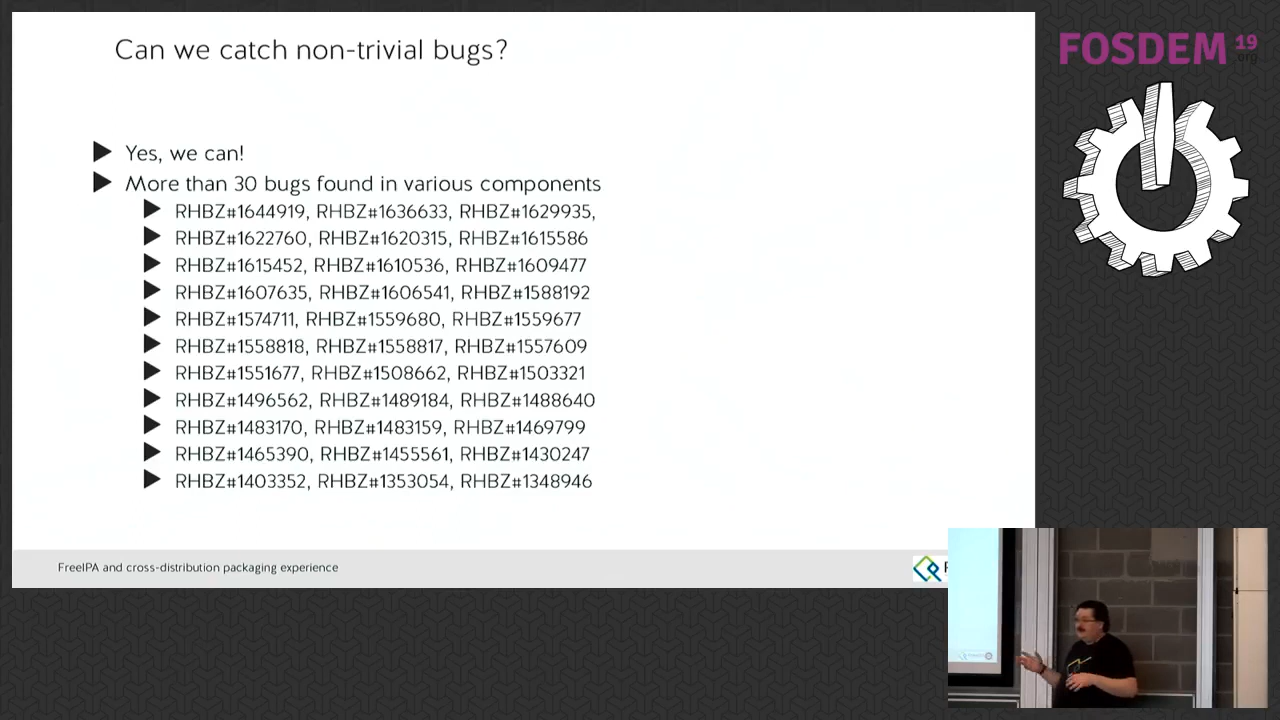 Can we catch non-trivial bugs?
Yes, we can!
More than 30 bugs found in various components
RHBZ#1644919, RHBZ#1636633, RHBZ#1629935,
RHBZ#1622760, RHBZ#1620315, RHBZ#1615586
RHBZ#1615452, RHBZ#1610536, RHBZ#1609477
RHBZ#1607635, RHBZ#1606541, RHBZ#1588192
RHBZ#1574711, RHBZ#1559680, RHBZ#1559677
RHBZ#1558818, RHBZ#1558817, RHBZ#1557609
RHBZ#1551677, RHBZ#1508662, RHBZ#1503321
RHBZ#1496562, RHBZ#1489184, RHBZ#1488640
RHBZ#1483170, RHBZ#1483159, RHBZ#1469799
RHBZ#1465390, RHBZ#1455561, RHBZ#1430247
RHBZ#1403352, RHBZ#1353054, RHBZ#1348946
FreeIPA and cross-distribution packaging experience
FOSDEM 19
.org